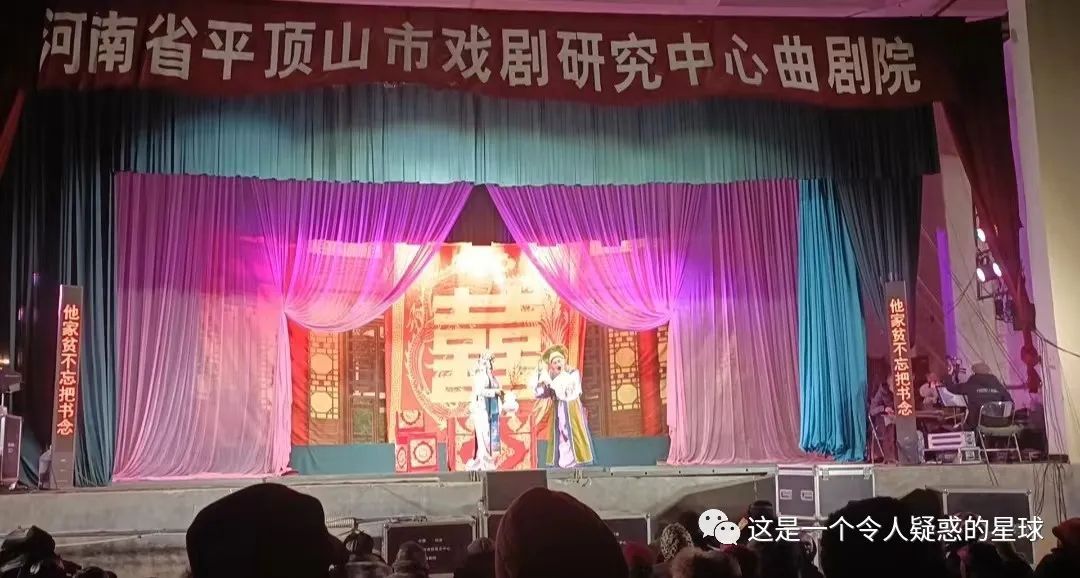 河南省平顶山市戏剧研究中心曲剧院
他家贫不忘把书念
囍
他家贫不忘把书念
这是一个令人疑惑的星球